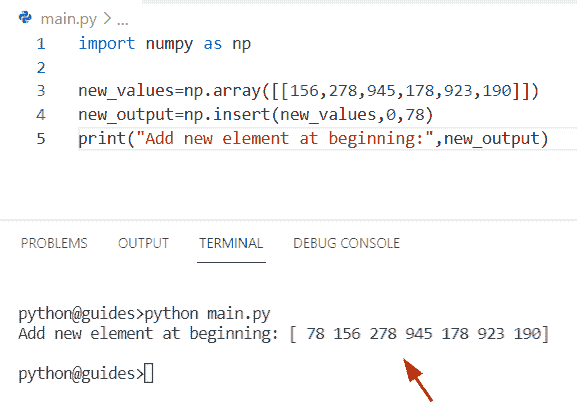 main.py > ...
1 import numpy as np
2
3 new_values=np.array([[156,278,945,178,923,190]])
4 new_output=np.insert(new_values,0,78)
5 print("Add new element at beginning:",new_output)
PROBLEMS OUTPUT TERMINAL DEBUG CONSOLE
python@guides>python main.py
Add new element at beginning: [ 78 156 278 945 178 923 190]
python@guides>